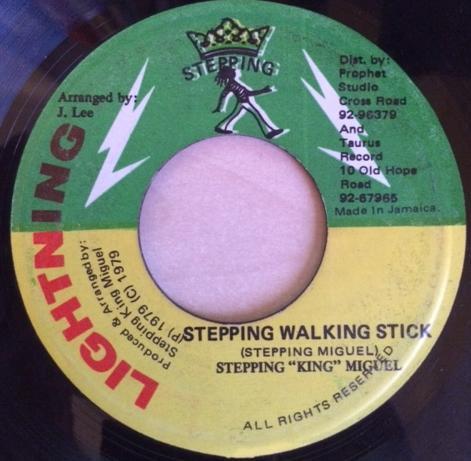 STEPPING
Arranged by:
J. Lee
Dist. by:
Prophet
Studio
Cross Road
92-96379
And
Taurus
Record
10 Old Hope
Road
92-67965
Made in Jamaica.
LIGHTNING
Produced & Arranged by:
Stepping King Miguel
(P) 1979 (C) 1979
STEPPING WALKING STICK
(STEPPING MIGUEL)
STEPPING "KING" MIGUEL
ALL RIGHTS RESERVED